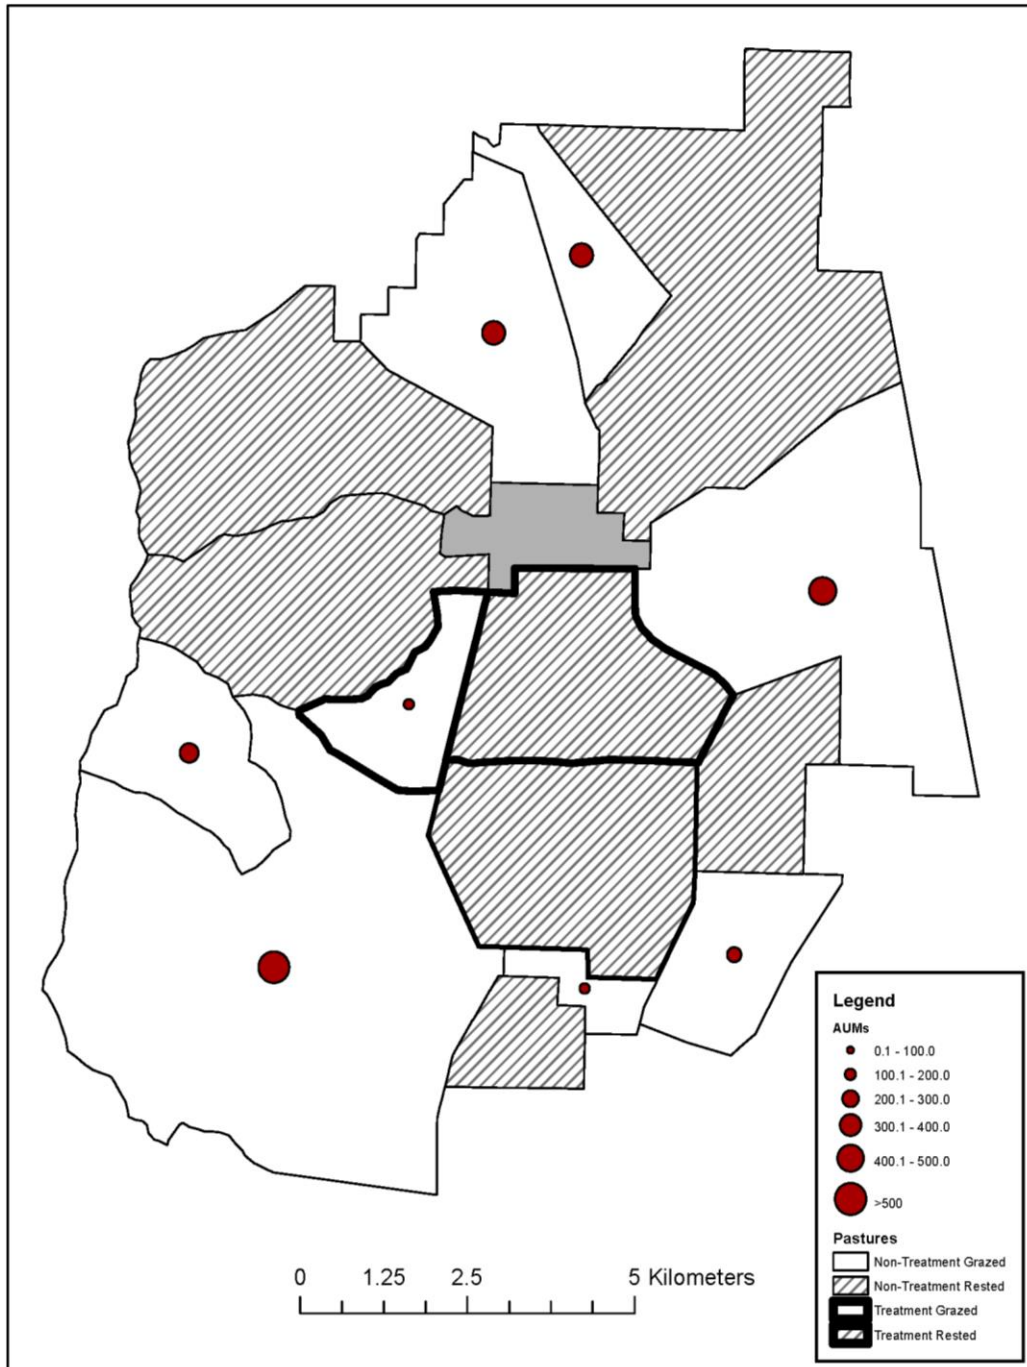 0 1.25 2.5 5 Kilometers
Legend
AUMs
0.1 - 100.0
100.1 - 200.0
200.1 - 300.0
300.1 - 400.0
400.1 - 500.0
>500
Pastures
Non-Treatment Grazed
Non-Treatment Rested
Treatment Grazed
Treatment Rested